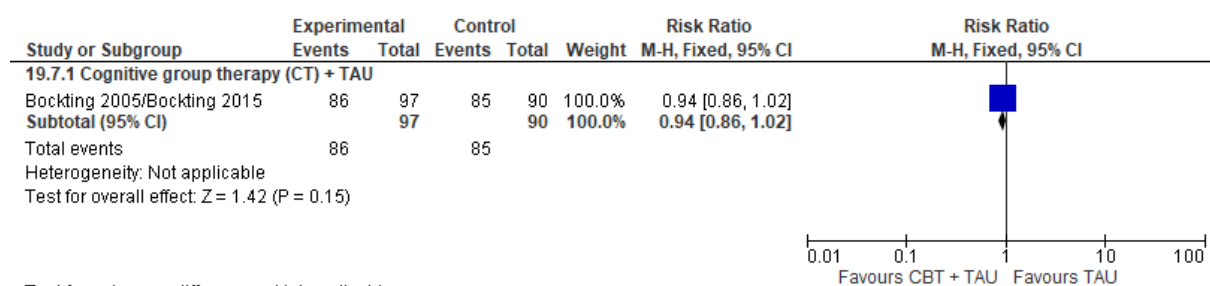 Experimental Control Risk Ratio Risk Ratio
Study or Subgroup Events Total Events Total Weight M-H, Fixed, 95% CI M-H, Fixed, 95% CI
19.7.1 Cognitive group therapy (CT) + TAU
Bockting 2005/Bockting 2015 86 97 85 90 100.0% 0.94 [0.86, 1.02]
Subtotal (95% CI) 97 90 100.0% 0.94 [0.86, 1.02]
Total events 86 85
Heterogeneity: Not applicable
Test for overall effect: Z = 1.42 (P = 0.15)
0.01 0.1 1 10 100
Favours CBT + TAU Favours TAU